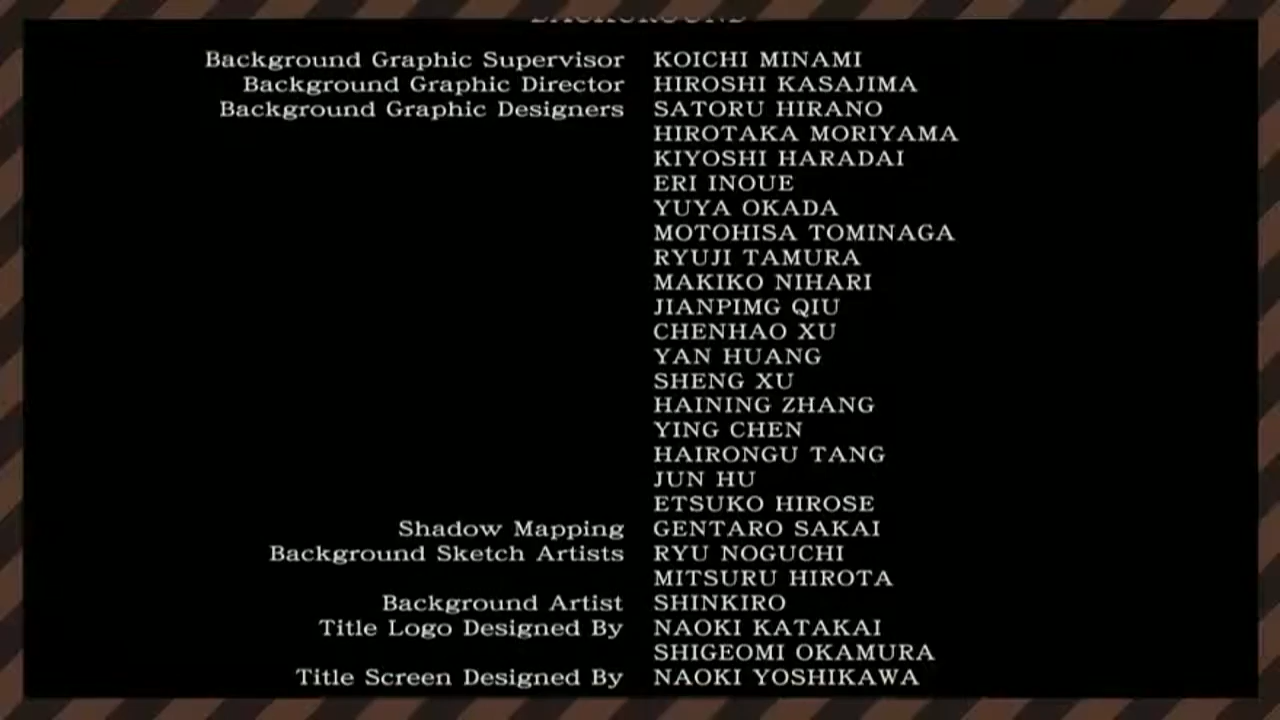 BACKGROUND
Background Graphic Supervisor KOICHI MINAMI
Background Graphic Director HIROSHI KASAJIMA
Background Graphic Designers SATORU HIRANO
HIROTAKA MORIYAMA
KIYOSHI HARADAI
ERI INOUE
YUYA OKADA
MOTOHISA TOMINAGA
RYUJI TAMURA
MAKIKO NIHARI
JIANPIMG QIU
CHENHAO XU
YAN HUANG
SHENG XU
HAINING ZHANG
YING CHEN
HAIRONGU TANG
JUN HU
ETSUKO HIROSE
Shadow Mapping GENTARO SAKAI
Background Sketch Artists RYU NOGUCHI
MITSURU HIROTA
Background Artist SHINKIRO
Title Logo Designed By NAOKI KATAKAI
SHIGEOMI OKAMURA
Title Screen Designed By NAOKI YOSHIKAWA